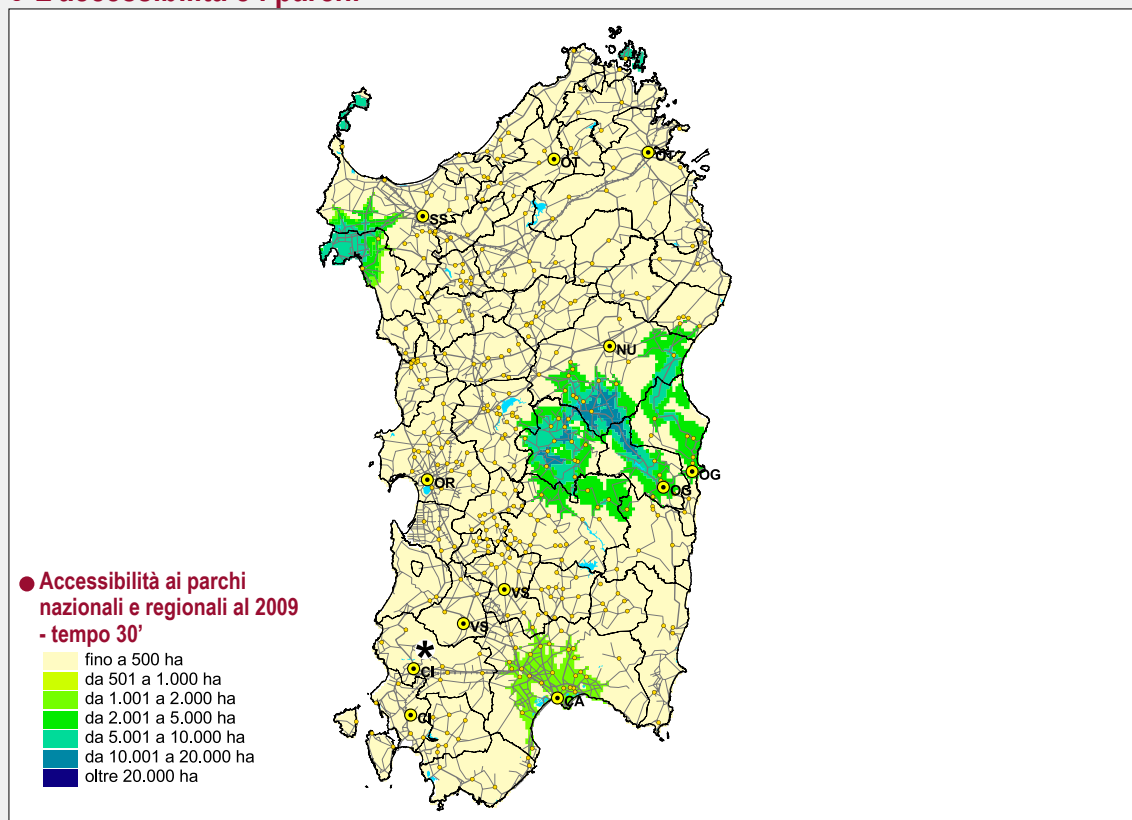 OT
OT
SS
NU
OG
OG
OR
VS
VS
*
CI
CI
CA
● Accessibilità ai parchi
nazionali e regionali al 2009
- tempo 30’
fino a 500 ha
da 501 a 1.000 ha
da 1.001 a 2.000 ha
da 2.001 a 5.000 ha
da 5.001 a 10.000 ha
da 10.001 a 20.000 ha
oltre 20.000 ha